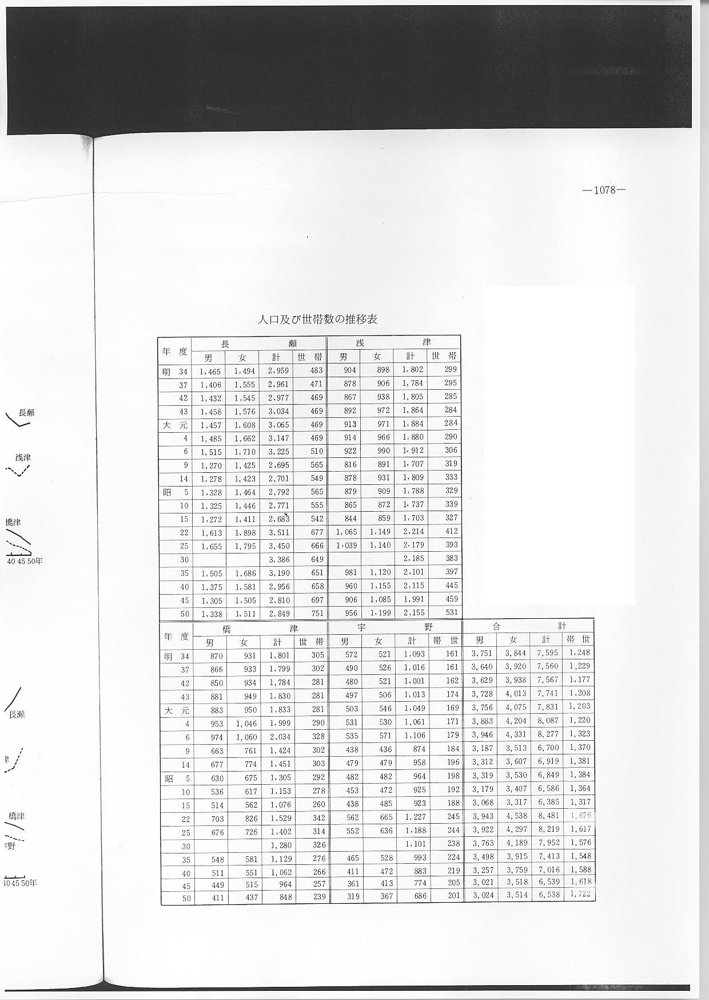 —1078—
人口及び世帯数の推移表
年 度 長 瀬 浅 津
男 女 計 世 帯 男 女 計 世 帯
明 34 1,465 1,494 2,959 483 904 898 1,802 299
37 1,406 1,555 2,961 471 878 906 1,784 295
42 1,432 1,545 2,977 469 867 938 1,805 285
43 1,458 1,576 3,034 469 892 972 1,864 284
大 元 1,457 1,608 3,065 469 913 971 1,884 284
4 1,485 1,662 3,147 469 914 966 1,880 290
6 1,515 1,710 3,225 510 922 990 1,912 306
9 1,270 1,425 2,695 565 816 891 1,707 319
14 1,278 1,423 2,701 549 878 931 1,809 333
昭 5 1,328 1,464 2,792 565 879 909 1,788 329
10 1,325 1,446 2,771 555 865 872 1,737 339
15 1,272 1,411 2,683 542 844 859 1,703 327
22 1,613 1,898 3,511 677 1,065 1,149 2,214 412
25 1,655 1,795 3,450 666 1,039 1,140 2,179 393
30 3,386 649 2,185 383
35 1,505 1,686 3,190 651 981 1,120 2,101 397
40 1,375 1,581 2,956 658 960 1,155 2,115 445
45 1,305 1,505 2,810 697 906 1,085 1,991 459
50 1,338 1,511 2,849 751 956 1,199 2,155 531
年 度 橋 津 宇 野 合 計
男 女 計 世 帯 男 女 計 帯 世 男 女 計 帯 世
明 34 870 931 1,801 305 572 521 1,093 161 3,751 3,844 7,595 1,248
37 866 933 1,799 302 490 526 1,016 161 3,640 3,920 7,560 1,229
42 850 934 1,784 281 480 521 1,001 162 3,629 3,938 7,567 1,177
43 881 949 1,830 281 497 506 1,013 174 3,728 4,013 7,741 1,208
大 元 883 950 1,833 281 503 546 1,049 169 3,756 4,075 7,831 1,203
4 953 1,046 1,999 290 531 530 1,061 171 3,883 4,204 8,087 1,220
6 974 1,060 2,034 328 535 571 1,106 179 3,946 4,331 8,277 1,323
9 663 761 1,424 302 438 436 874 184 3,187 3,513 6,700 1,370
14 677 774 1,451 303 479 479 958 196 3,312 3,607 6,919 1,381
昭 5 630 675 1,305 292 482 482 964 198 3,319 3,530 6,849 1,384
10 536 617 1,153 278 453 472 925 192 3,179 3,407 6,586 1,364
15 514 562 1,076 260 438 485 923 188 3,068 3,317 6,385 1,317
22 703 826 1,529 342 562 665 1,227 245 3,943 4,538 8,481 1,676
25 676 726 1,402 314 552 636 1,188 244 3,922 4,297 8,219 1,617
30 1,280 326 1,101 238 3,763 4,189 7,952 1,576
35 548 581 1,129 276 465 528 993 224 3,498 3,915 7,413 1,548
40 511 551 1,062 266 411 472 883 219 3,257 3,759 7,016 1,588
45 449 515 964 257 361 413 774 205 3,021 3,518 6,539 1,618
50 411 437 848 239 319 367 686 201 3,024 3,514 6,538 1,722
長瀬
浅津
橋津
40 45 50年
長瀬
橋津
野
45 50年